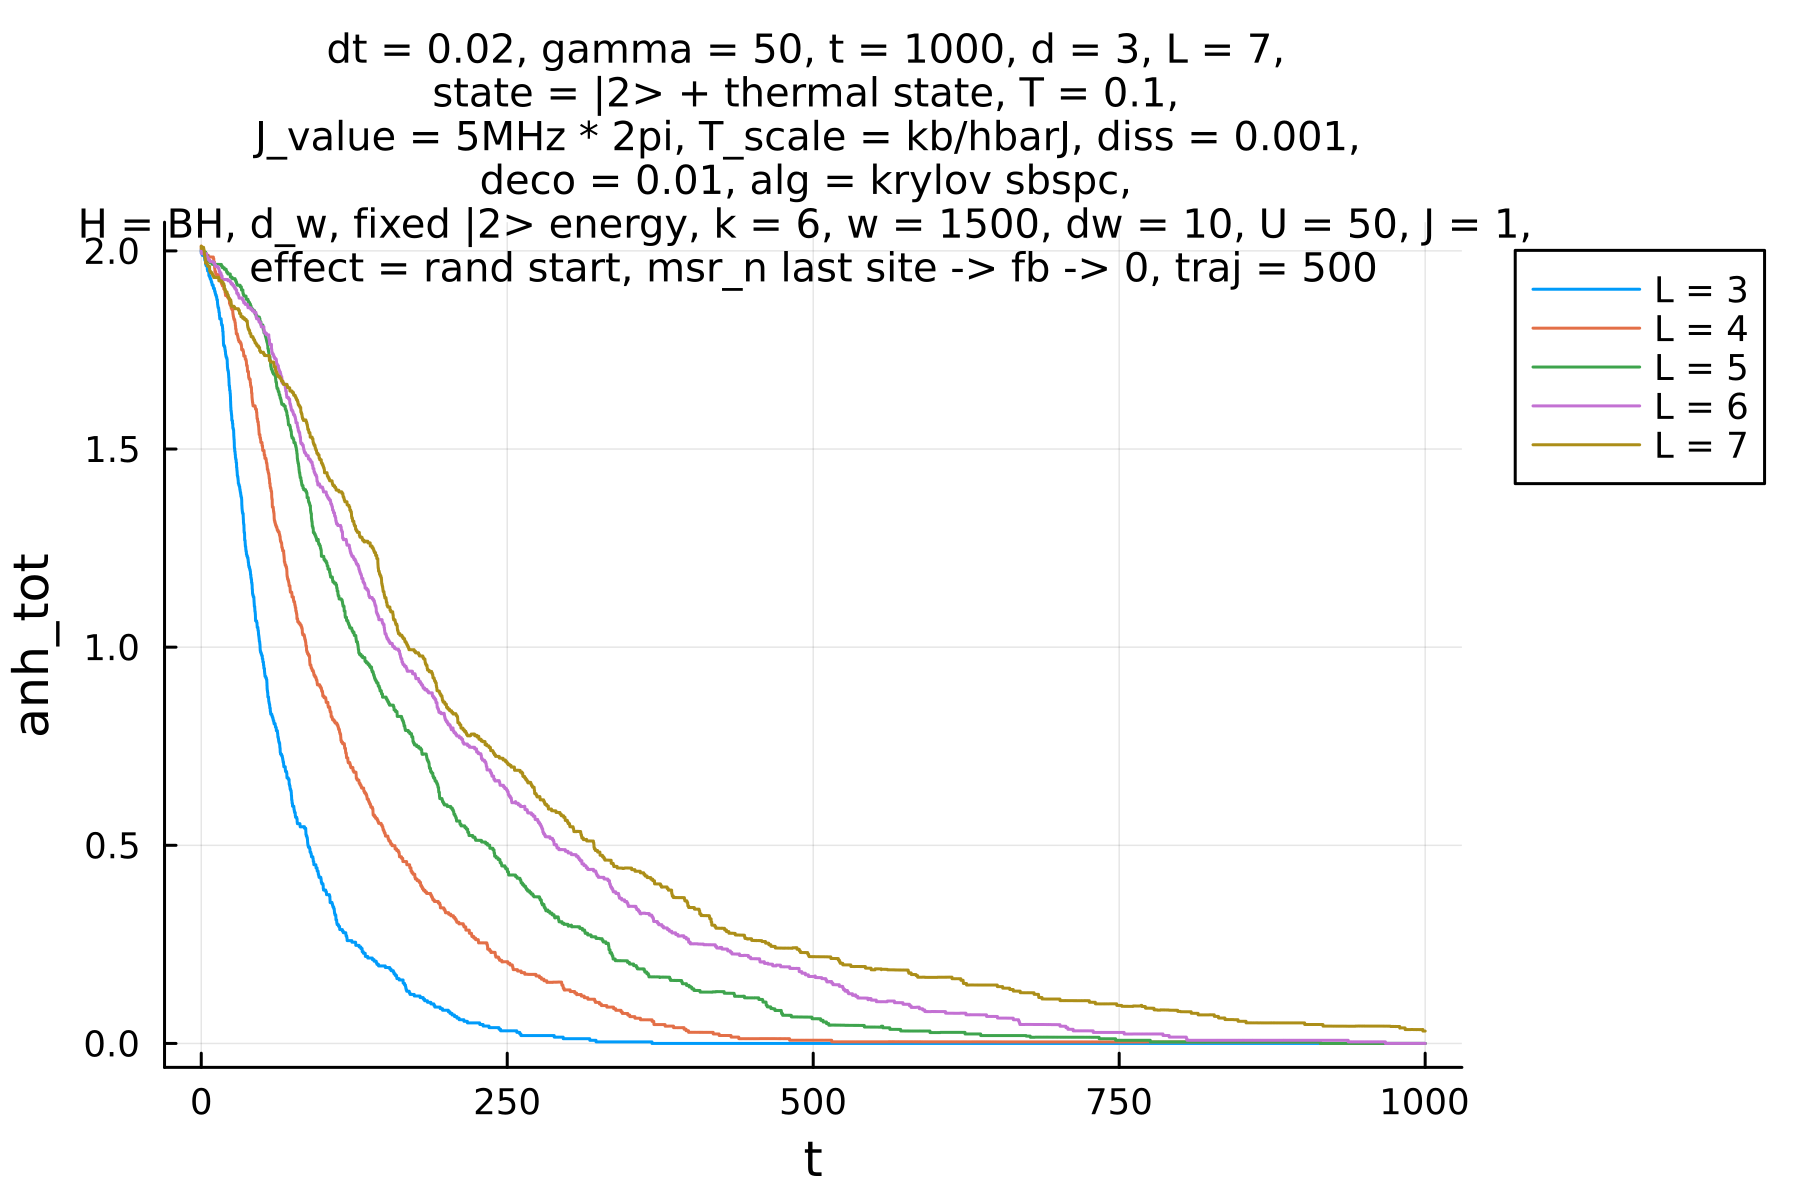 dt = 0.02, gamma = 50, t = 1000, d = 3, L = 7,
state = |2> + thermal state, T = 0.1,
J_value = 5MHz * 2pi, T_scale = kb/hbarJ, diss = 0.001,
deco = 0.01, alg = krylov sbspc,
H = BH, d_w, fixed |2> energy, k = 6, w = 1500, dw = 10, U = 50, J = 1,
effect = rand start, msr_n last site -> fb -> 0, traj = 500
L = 3
L = 4
L = 5
L = 6
L = 7
anh_tot
2.0
1.5
1.0
0.5
0.0
0
250
500
750
1000
t